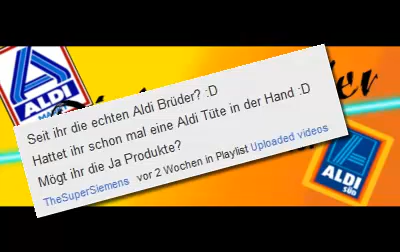 ALDI
Seit ihr die echten Aldi Brüder? :D
Hattet ihr schon mal eine Aldi Tüte in der Hand :D
Mögt ihr die Ja Produkte?
TheSuperSiemens vor 2 Wochen in Playlist Uploaded videos
ALDI
SÜD